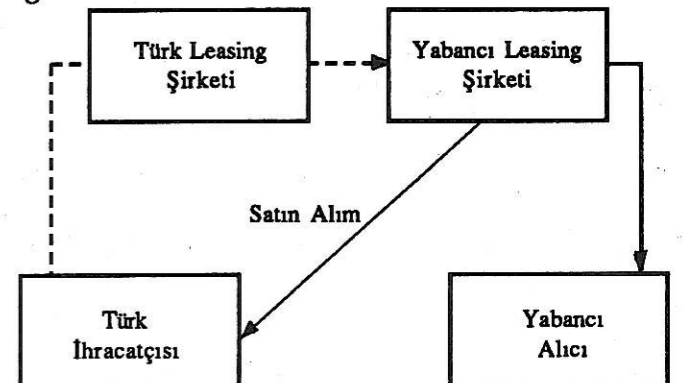 g
Türk Leasing
Şirketi
Yabancı Leasing
Şirketi
Satın Alım
Türk
İhracatçısı
Yabancı
Alıcı